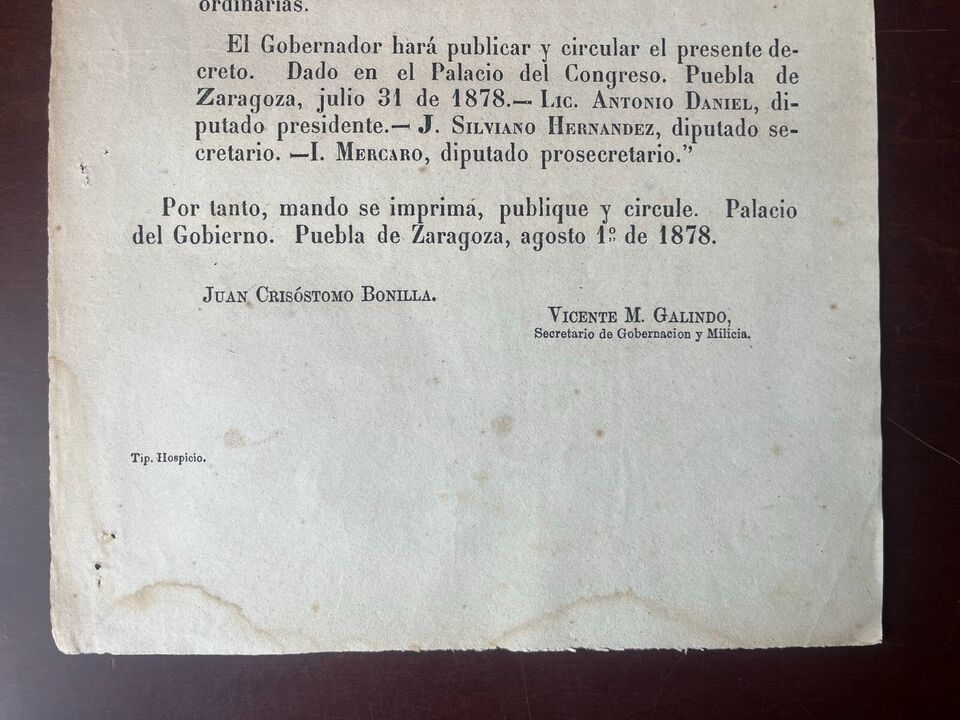 ordinarias.
El Gobernador hará publicar y circular el presente de-
creto. Dado en el Palacio del Congreso. Puebla de
Zaragoza, julio 31 de 1878.—LIC. ANTONIO DANIEL, di-
putado presidente.—J. SILVIANO HERNANDEZ, diputado se-
cretario. —I. MERCARO, diputado prosecretario.”
Por tanto, mando se imprima, publique y circule. Palacio
del Gobierno. Puebla de Zaragoza, agosto 1º de 1878.
JUAN CRISÓSTOMO BONILLA.
VICENTE M. GALINDO,
Secretario de Gobernacion y Milicia.
Tip. Hospicio.